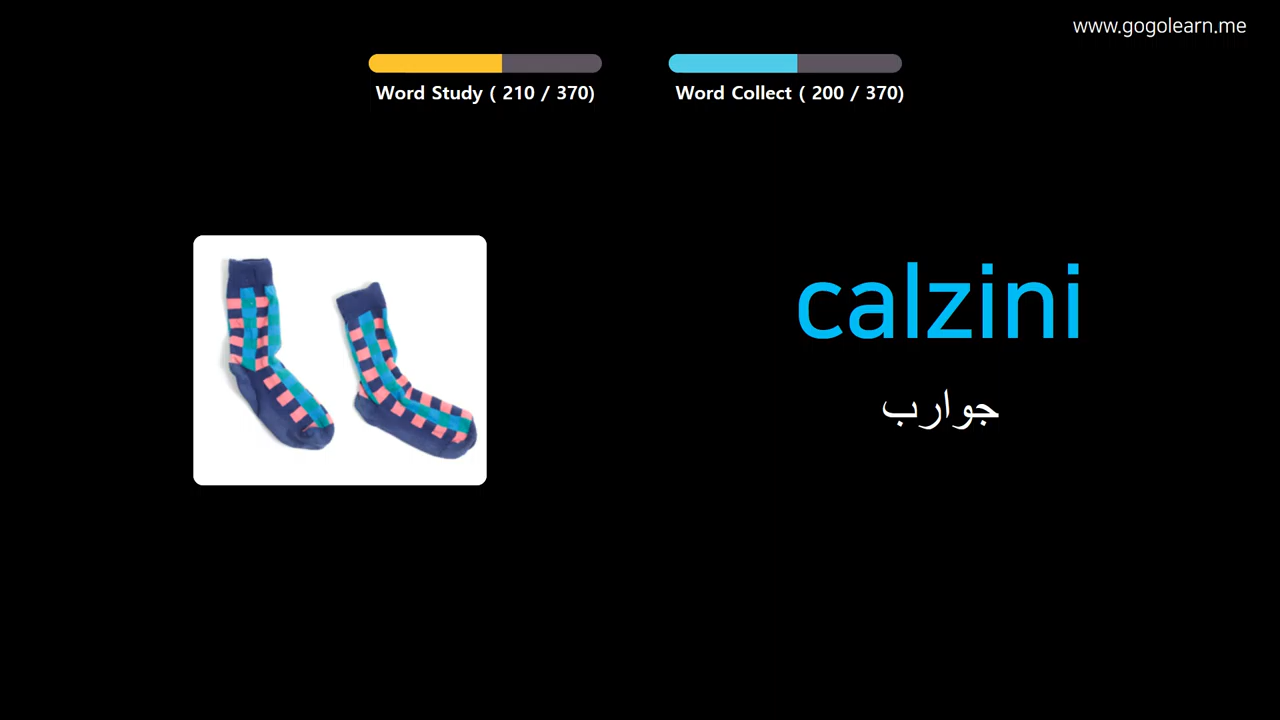 www.gogolearn.me
Word Study ( 210 / 370)
Word Collect ( 200 / 370)
calzini
جوارب